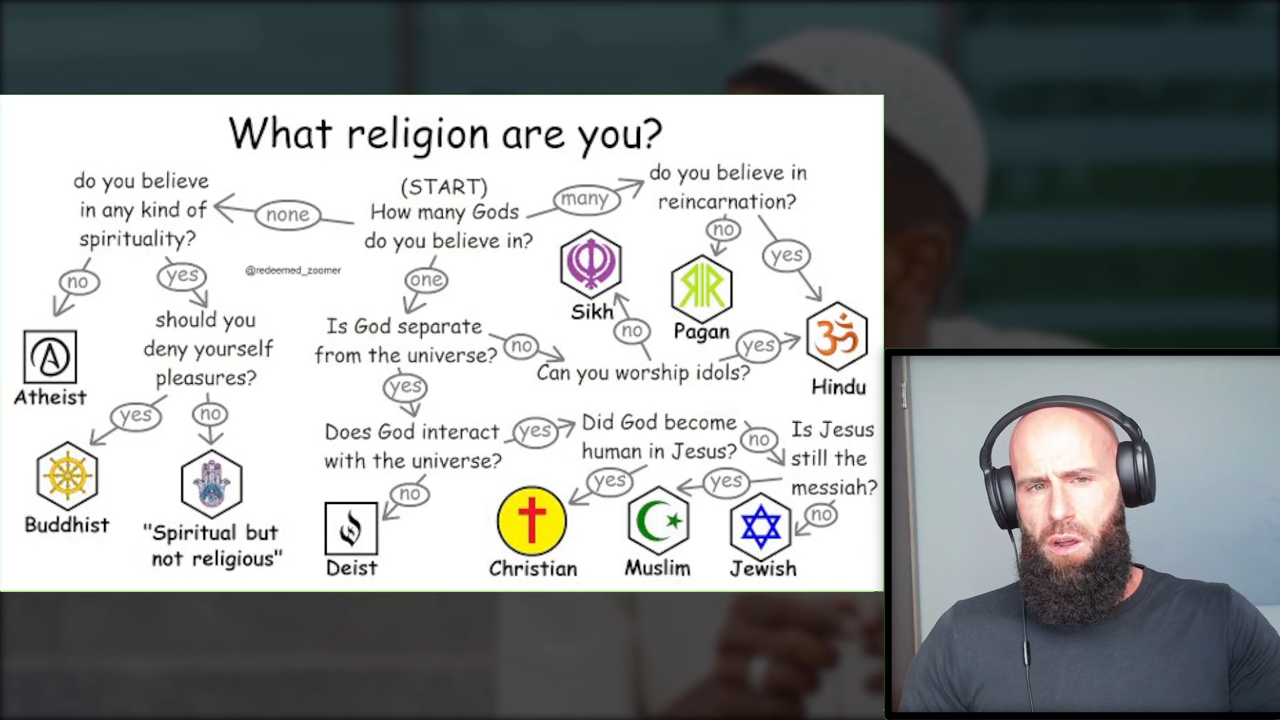 What religion are you?
do you believe
in any kind of
spirituality?
none
(START)
How many Gods
do you believe in?
many
do you believe in
reincarnation?
no
yes
@redeemed_zoomer
one
no
yes
Sikh
Pagan
Hindu
Atheist
should you
deny yourself
pleasures?
Is God separate
from the universe?
no
no
yes
Can you worship idols?
yes
yes
no
Buddhist
"Spiritual but
not religious"
Does God interact
with the universe?
yes
no
Deist
Did God become
human in Jesus?
no
yes
Is Jesus
still the
messiah?
yes
no
Christian
Muslim
Jewish